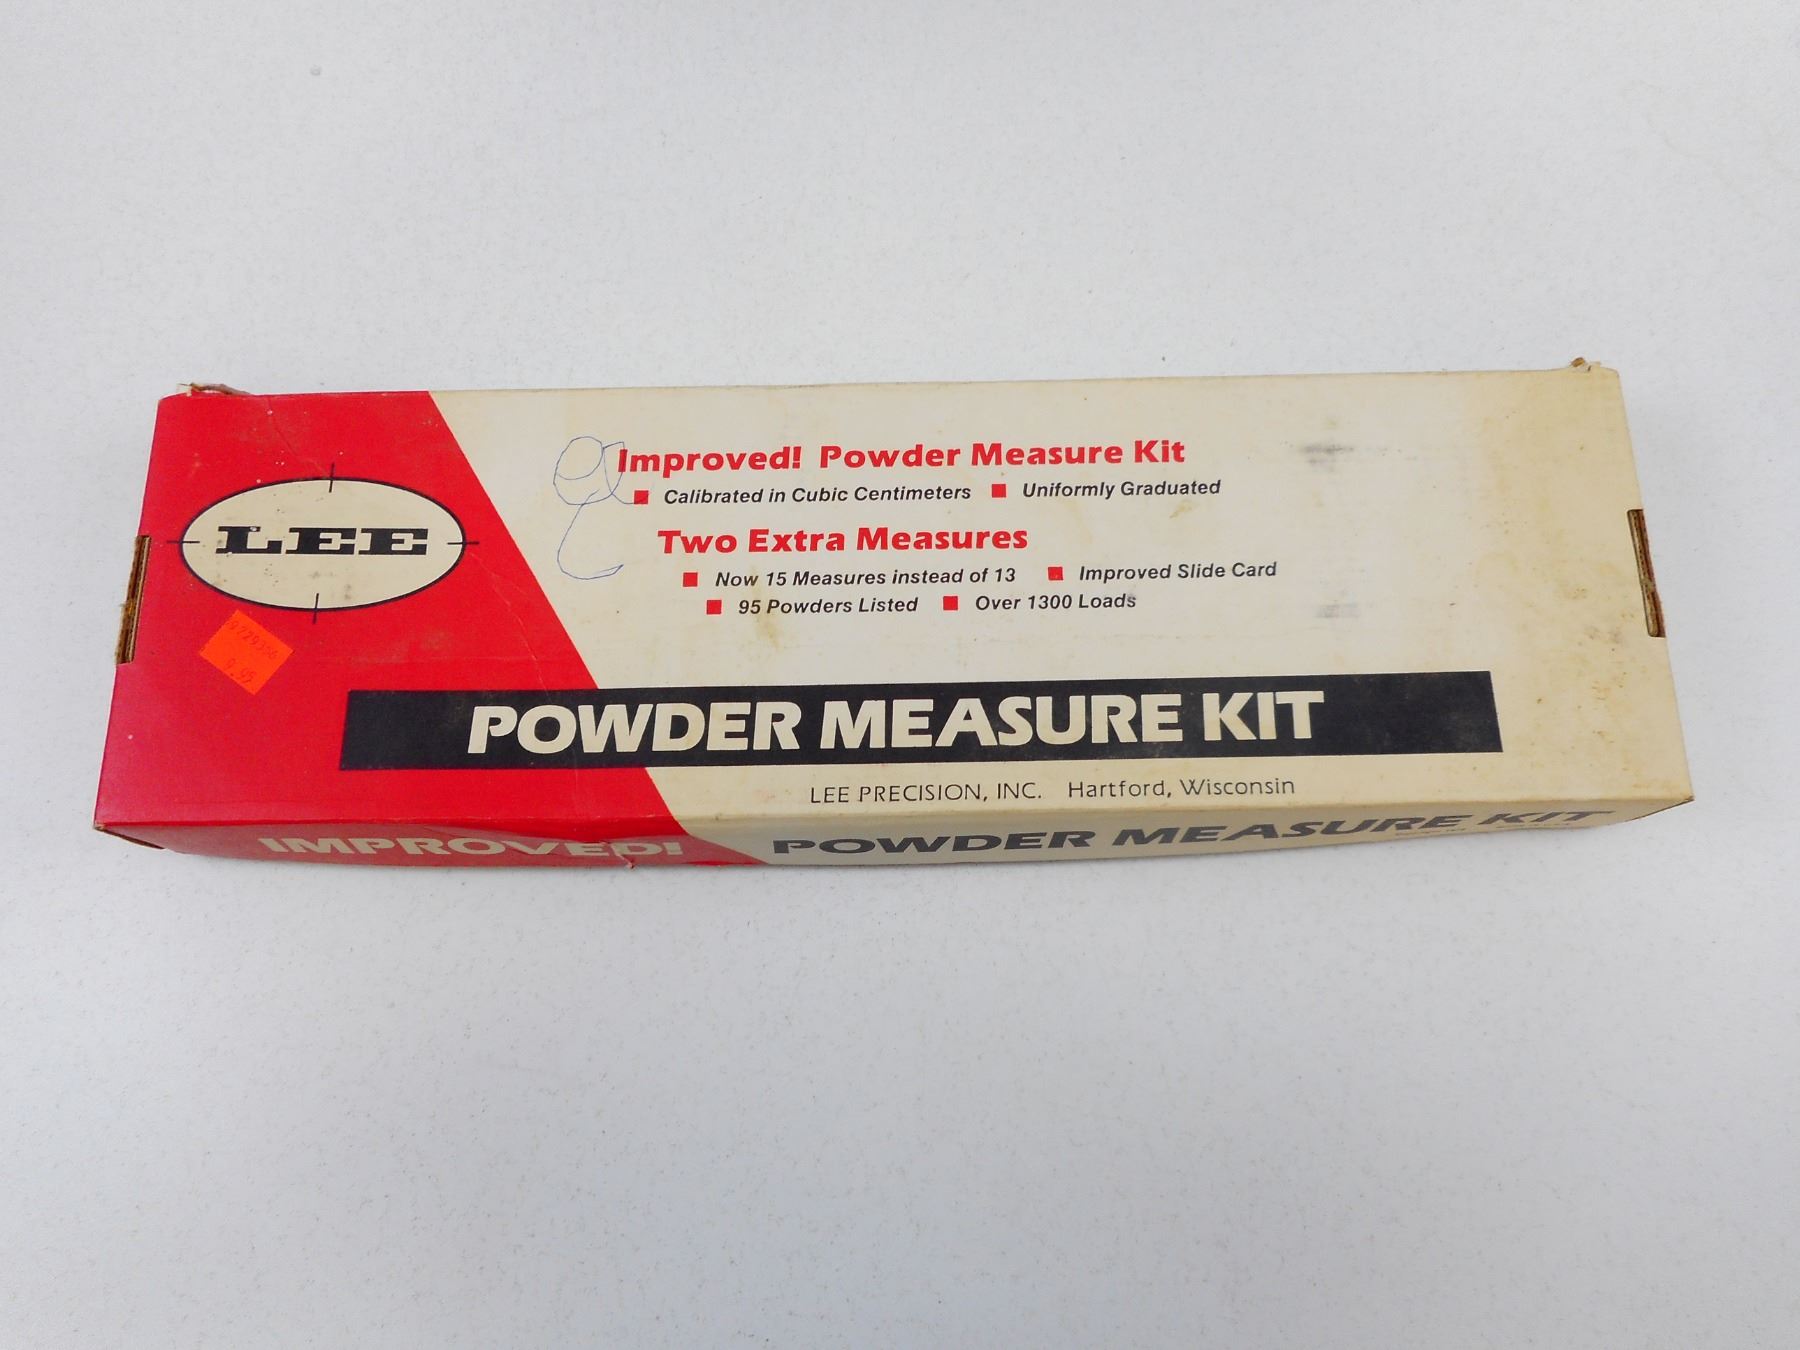 Improved! Powder Measure Kit
■ Calibrated in Cubic Centimeters ■ Uniformly Graduated
Two Extra Measures
■ Now 15 Measures instead of 13 ■ Improved Slide Card
■ 95 Powders Listed ■ Over 1300 Loads
LEE
9.95
POWDER MEASURE KIT
LEE PRECISION, INC. Hartford, Wisconsin
IMPROVED! POWDER MEASURE KIT